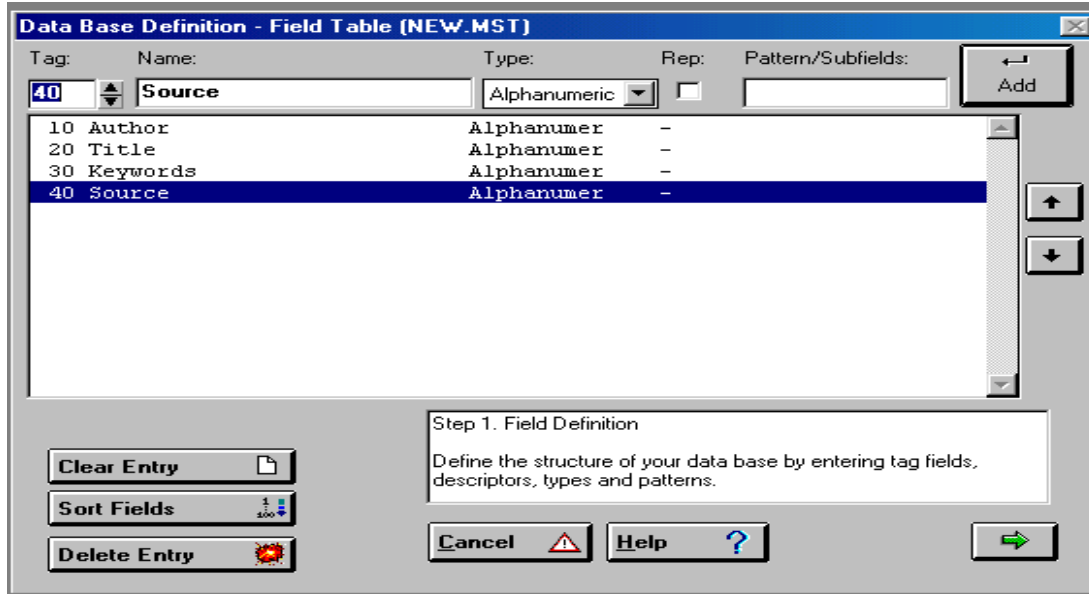 Data Base Definition - Field Table (NEW.MST)
Tag: Name: Type: Rep: Pattern/Subfields:
40 Source Alphanumeric Add
10 Author Alphanumer -
20 Title Alphanumer -
30 Keywords Alphanumer -
40 Source Alphanumer -
Step 1. Field Definition
Define the structure of your data base by entering tag fields,
descriptors, types and patterns.
Clear Entry
Sort Fields
Delete Entry
Cancel Help ?